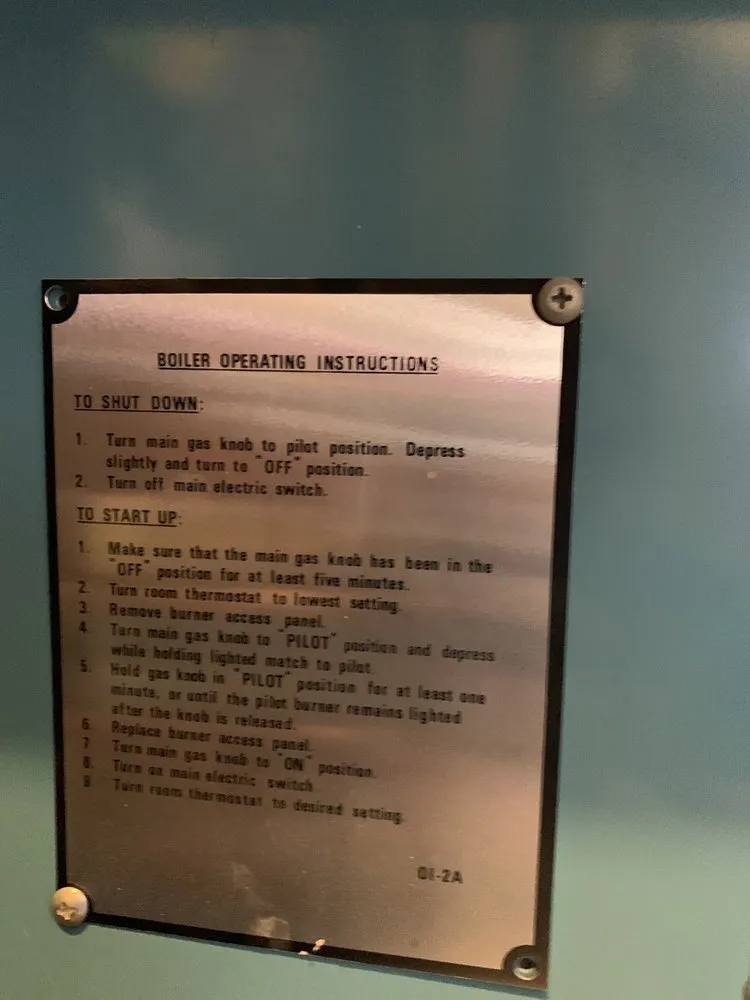 BOILER OPERATING INSTRUCTIONS
TO SHUT DOWN:
1. Turn main gas knob to pilot position. Depress
slightly and turn to "OFF" position.
2. Turn off main electric switch.
TO START UP:
1. Make sure that the main gas knob has been in the
"OFF" position for at least five minutes.
2. Turn room thermostat to lowest setting.
3. Remove burner access panel.
4. Turn main gas knob to "PILOT" position and depress
while holding lighted match to pilot.
5. Hold gas knob in "PILOT" position for at least one
minute, or until the pilot burner remains lighted
after the knob is released.
6. Replace burner access panel.
7 Turn main gas knob to "ON" position.
8. Turn on main electric switch.
9 Turn room thermostat to desired setting.
OI-2A